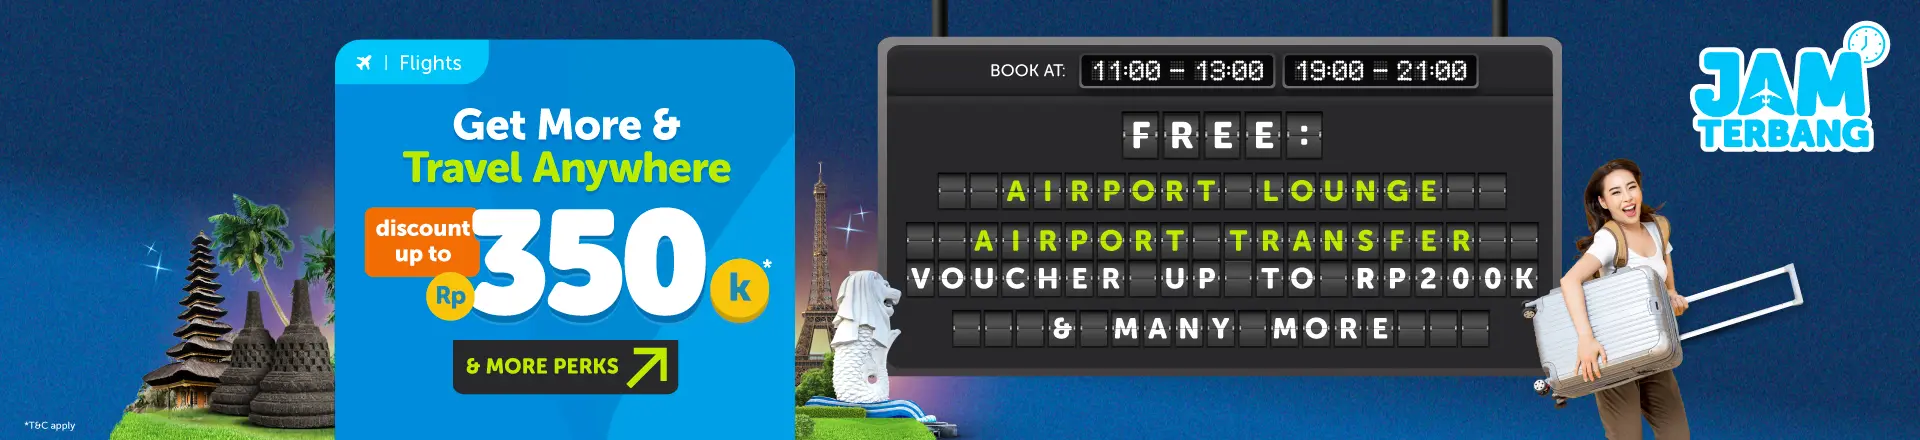 Flights
Get More &
Travel Anywhere
discount
up to
Rp 350 k*
& MORE PERKS
*T&C apply
BOOK AT: 11:00 - 13:00 19:00 - 21:00
FREE:
AIRPORT LOUNGE
AIRPORT TRANSFER
VOUCHER UP TO RP200K
& MANY MORE
JAM
TERBANG